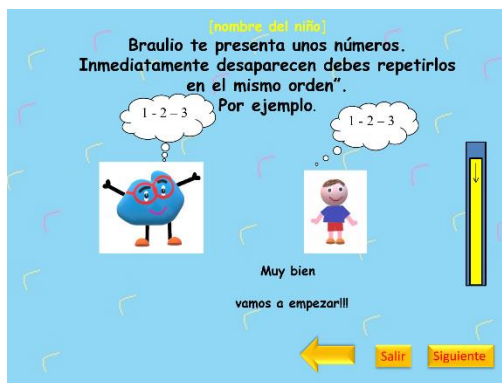 [nombre del niño]
Braulio te presenta unos números.
Inmediatamente desaparecen debes repetirlos
en el mismo orden”.
Por ejemplo.
1 - 2 – 3
1 - 2 – 3
Muy bien
vamos a empezar!!!
Salir
Siguiente